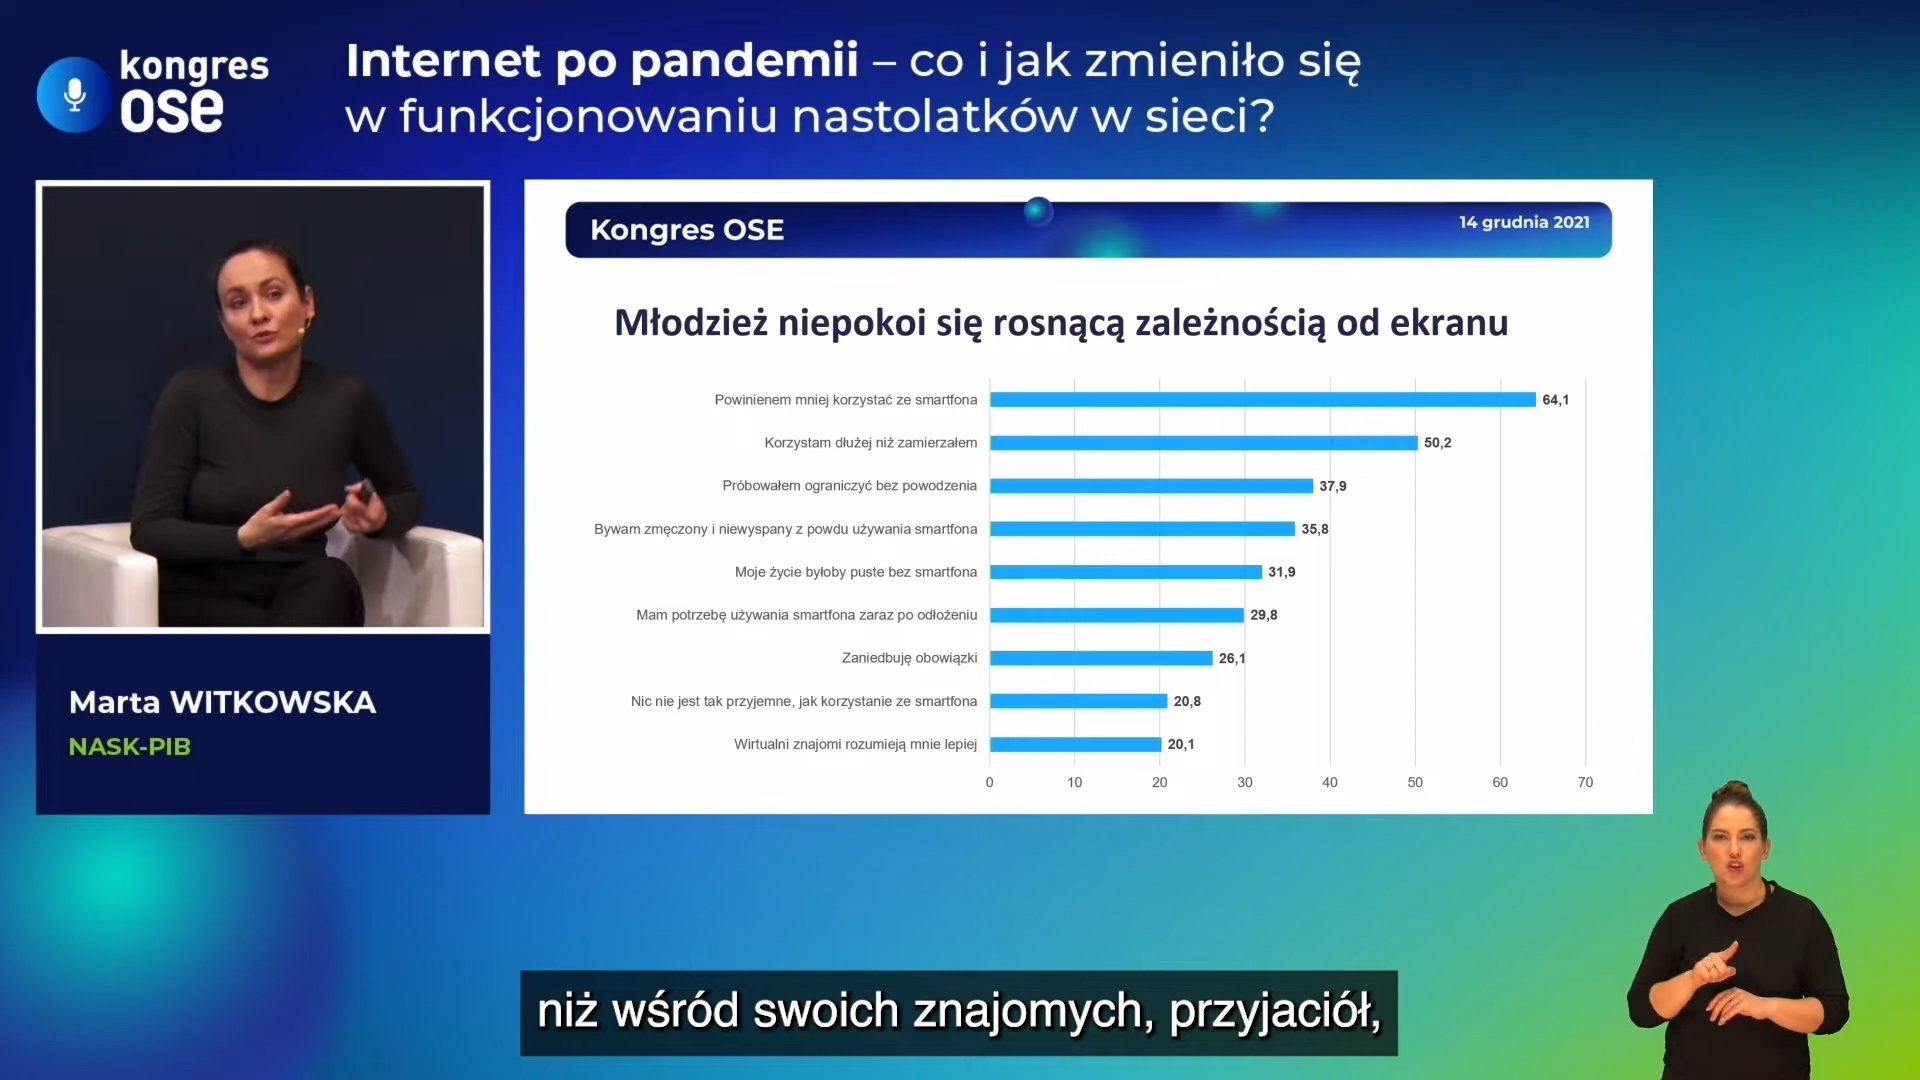 kongres
ose
Internet po pandemii – co i jak zmieniło się
w funkcjonowaniu nastolatków w sieci?
Kongres OSE
14 grudnia 2021
Młodzież niepokoi się rosnącą zależnością od ekranu
Powinienem mniej korzystać ze smartfona 64,1
Korzystam dłużej niż zamierzałem 50,2
Próbowałem ograniczyć bez powodzenia 37,9
Bywam zmęczony i niewyspany z powdu używania smartfona 35,8
Moje życie byłoby puste bez smartfona 31,9
Mam potrzebę używania smartfona zaraz po odłożeniu 29,8
Zaniedbuję obowiązki 26,1
Nic nie jest tak przyjemne, jak korzystanie ze smartfona 20,8
Wirtualni znajomi rozumieją mnie lepiej 20,1
0 10 20 30 40 50 60 70
Marta WITKOWSKA
NASK-PIB
niż wśród swoich znajomych, przyjaciół,